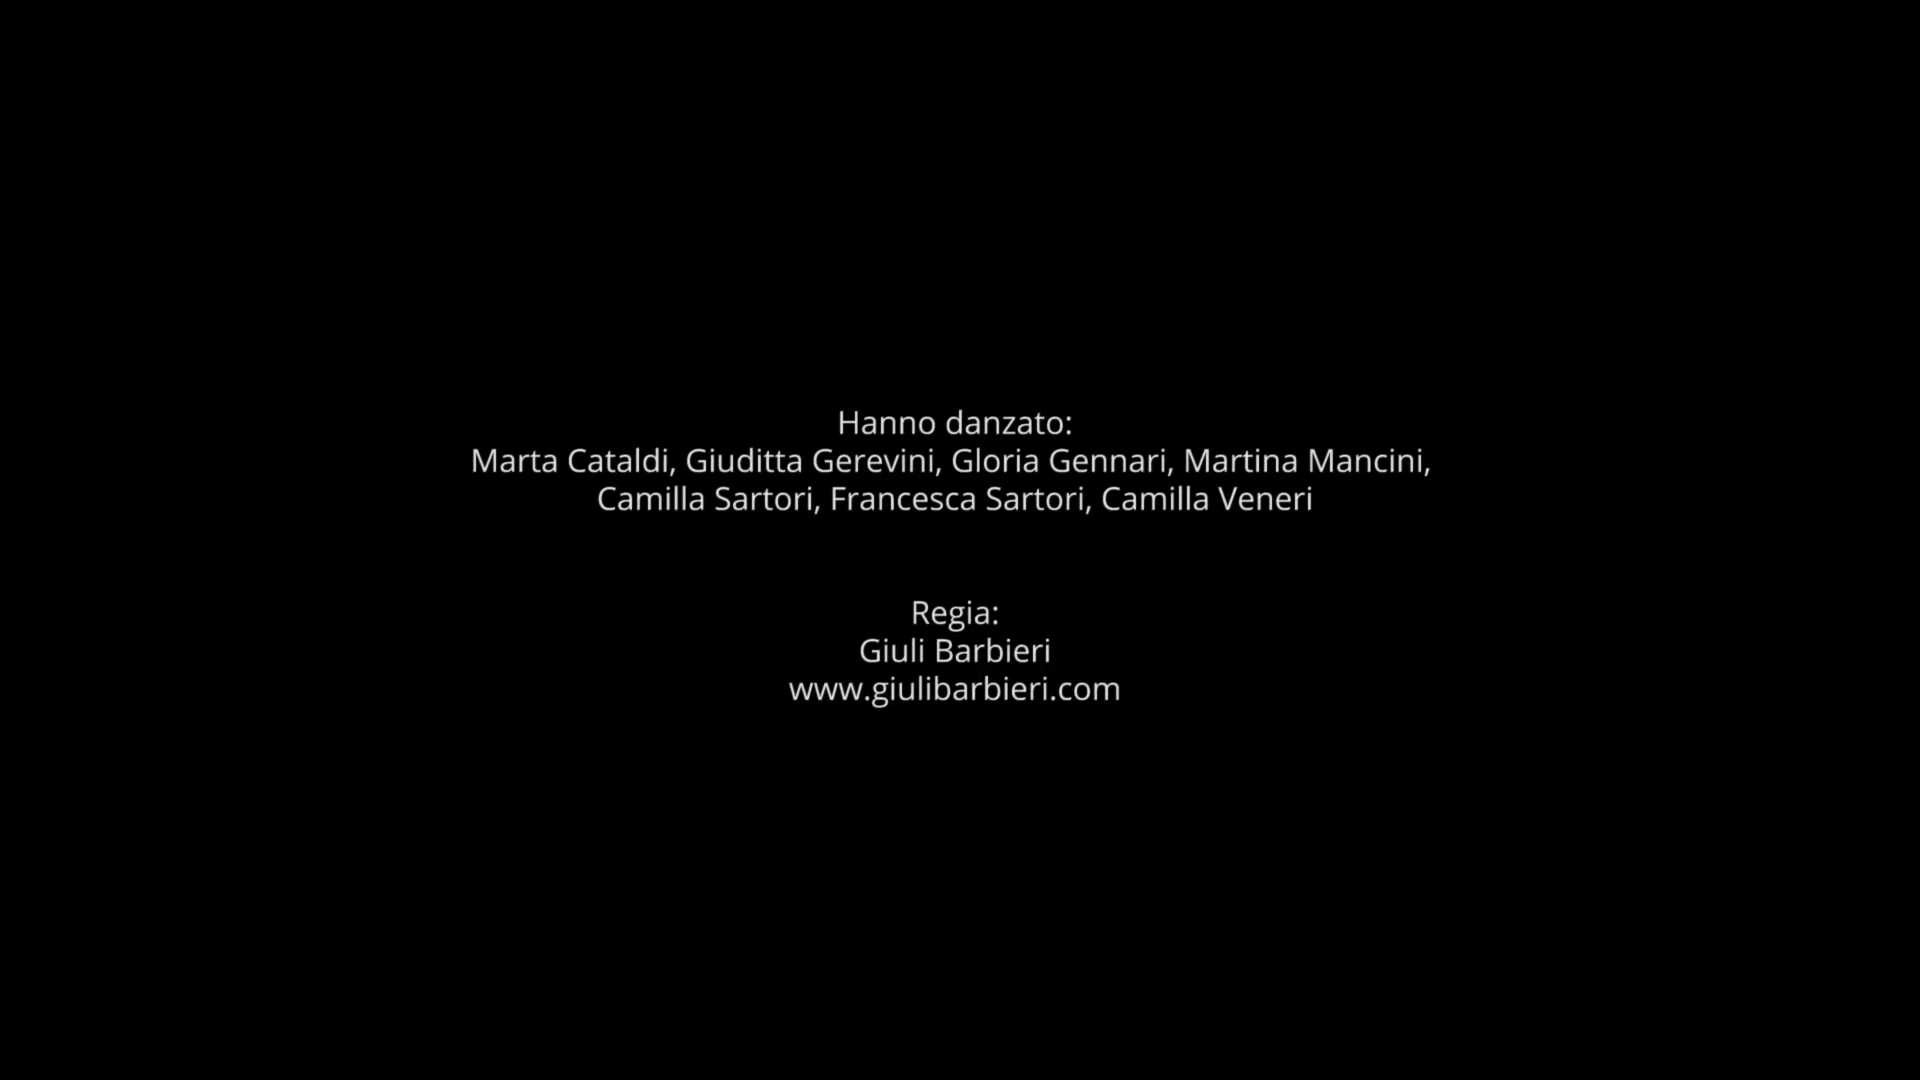 Hanno danzato:
Marta Cataldi, Giuditta Gerevini, Gloria Gennari, Martina Mancini,
Camilla Sartori, Francesca Sartori, Camilla Veneri
Regia:
Giuli Barbieri
www.giulibarbieri.com